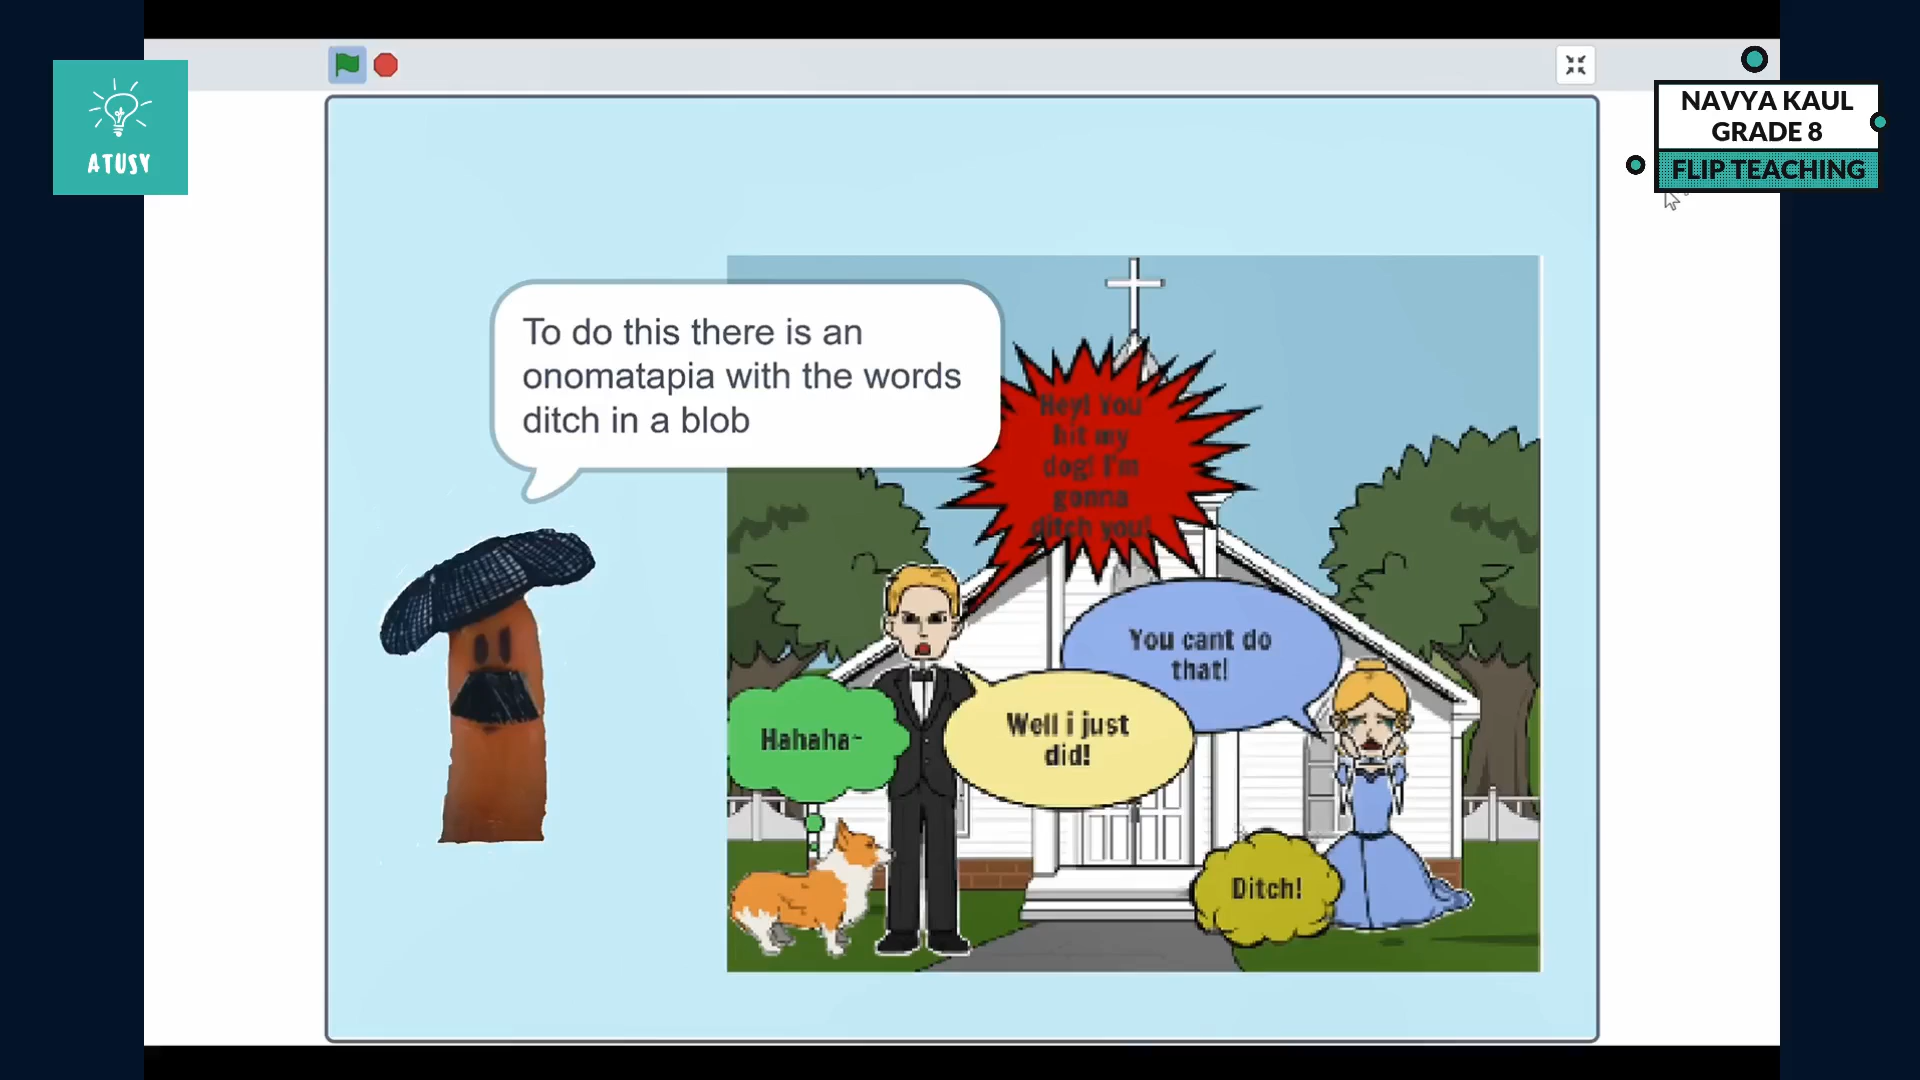 ATUSY
NAVYA KAUL
GRADE 8
FLIP TEACHING
To do this there is an
onomatapia with the words
ditch in a blob
Hey! You
hit my
dog! I'm
gonna
ditch you!
You cant do
that!
Well i just
did!
Hahaha~
Ditch!